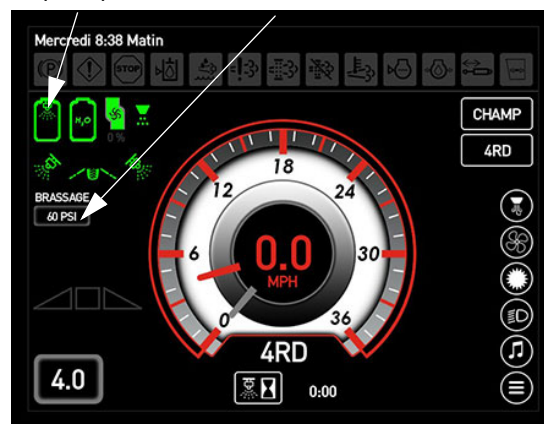 Mercredi 8:38 Matin
P
STOP
H₂O
0 %
CHAMP
4RD
BRASSAGE
60 PSI
0
6
12
18
24
30
36
0.0
MPH
4RD
4.0
0:00